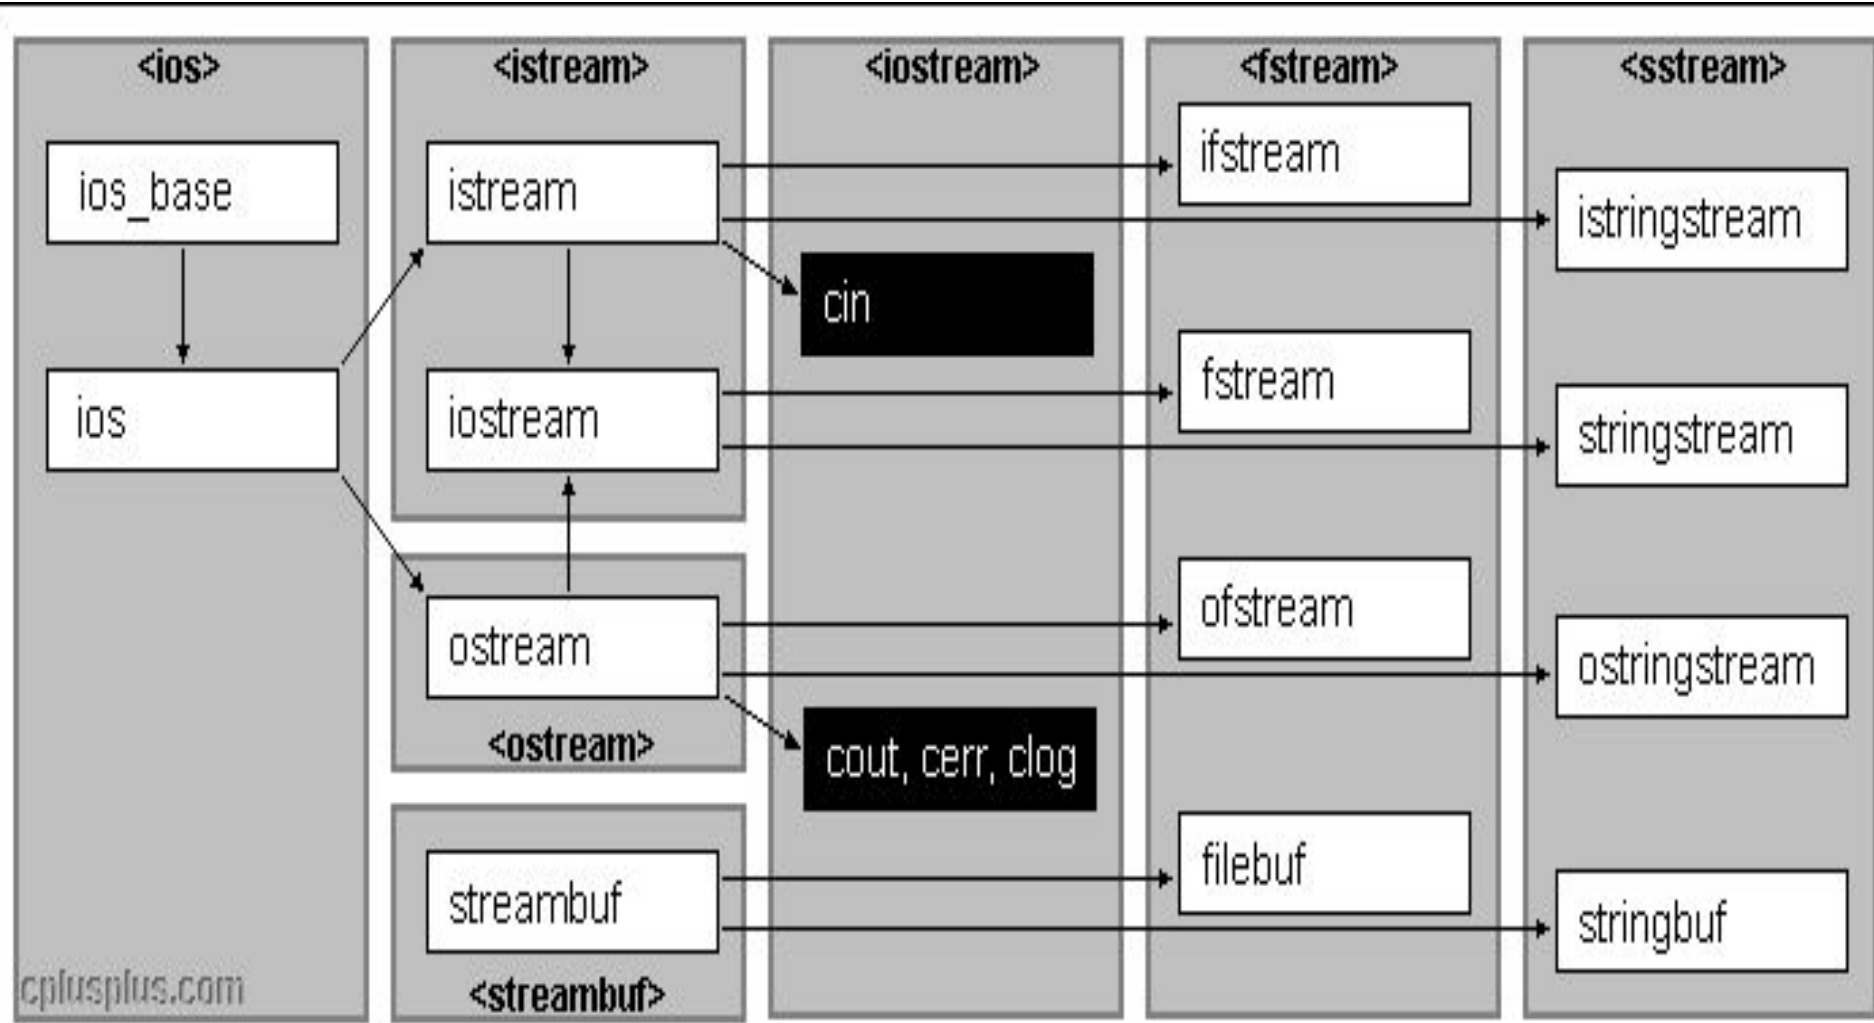 <ios>
ios_base
ios
cplusplus.com
<istream>
istream
iostream
ostream
<ostream>
streambuf
<streambuf>
<iostream>
cin
cout, cerr, clog
<fstream>
ifstream
fstream
ofstream
filebuf
<sstream>
istringstream
stringstream
ostringstream
stringbuf